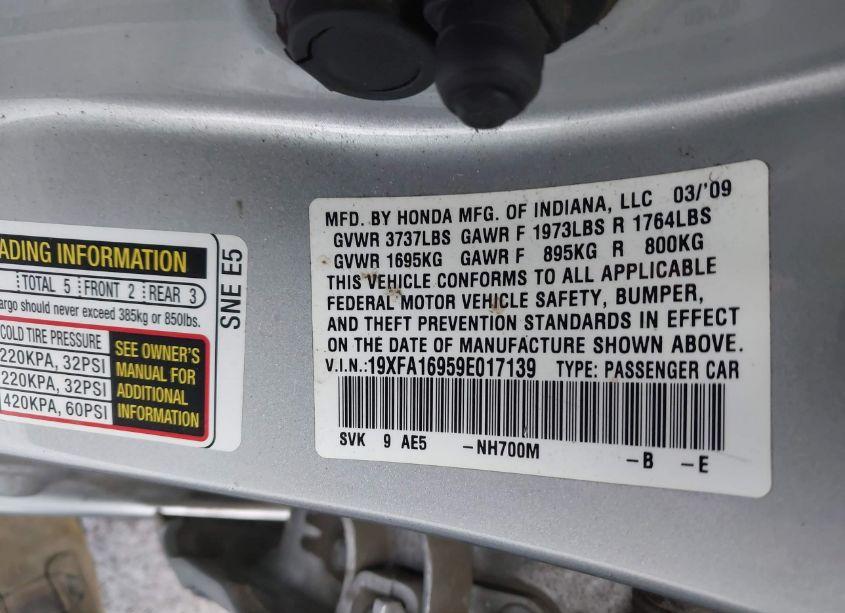 ADING INFORMATION
TOTAL 5 FRONT 2 REAR 3
argo should never exceed 385kg or 850lbs.
COLD TIRE PRESSURE
220KPA, 32PSI
220KPA, 32PSI
420KPA, 60PSI
SEE OWNER'S
MANUAL FOR
ADDITIONAL
INFORMATION
SNE E5
MFD. BY HONDA MFG. OF INDIANA, LLC 03/'09
GVWR 3737LBS GAWR F 1973LBS R 1764LBS
GVWR 1695KG GAWR F 895KG R 800KG
THIS VEHICLE CONFORMS TO ALL APPLICABLE
FEDERAL MOTOR VEHICLE SAFETY, BUMPER,
AND THEFT PREVENTION STANDARDS IN EFFECT
ON THE DATE OF MANUFACTURE SHOWN ABOVE.
V.I.N.:19XFA16959E017139 TYPE: PASSENGER CAR
SVK 9 AE5 -NH700M
-B -E